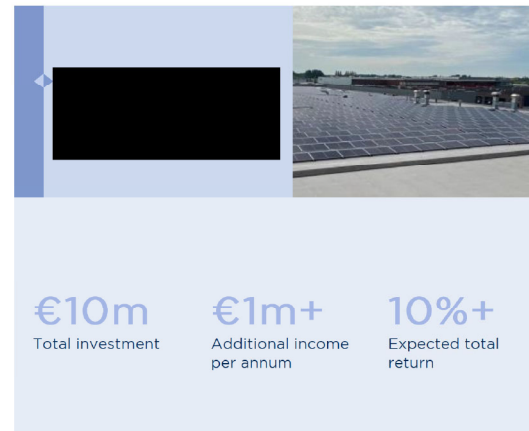 €10m
Total investment
€1m+
Additional income
per annum
10%+
Expected total
return